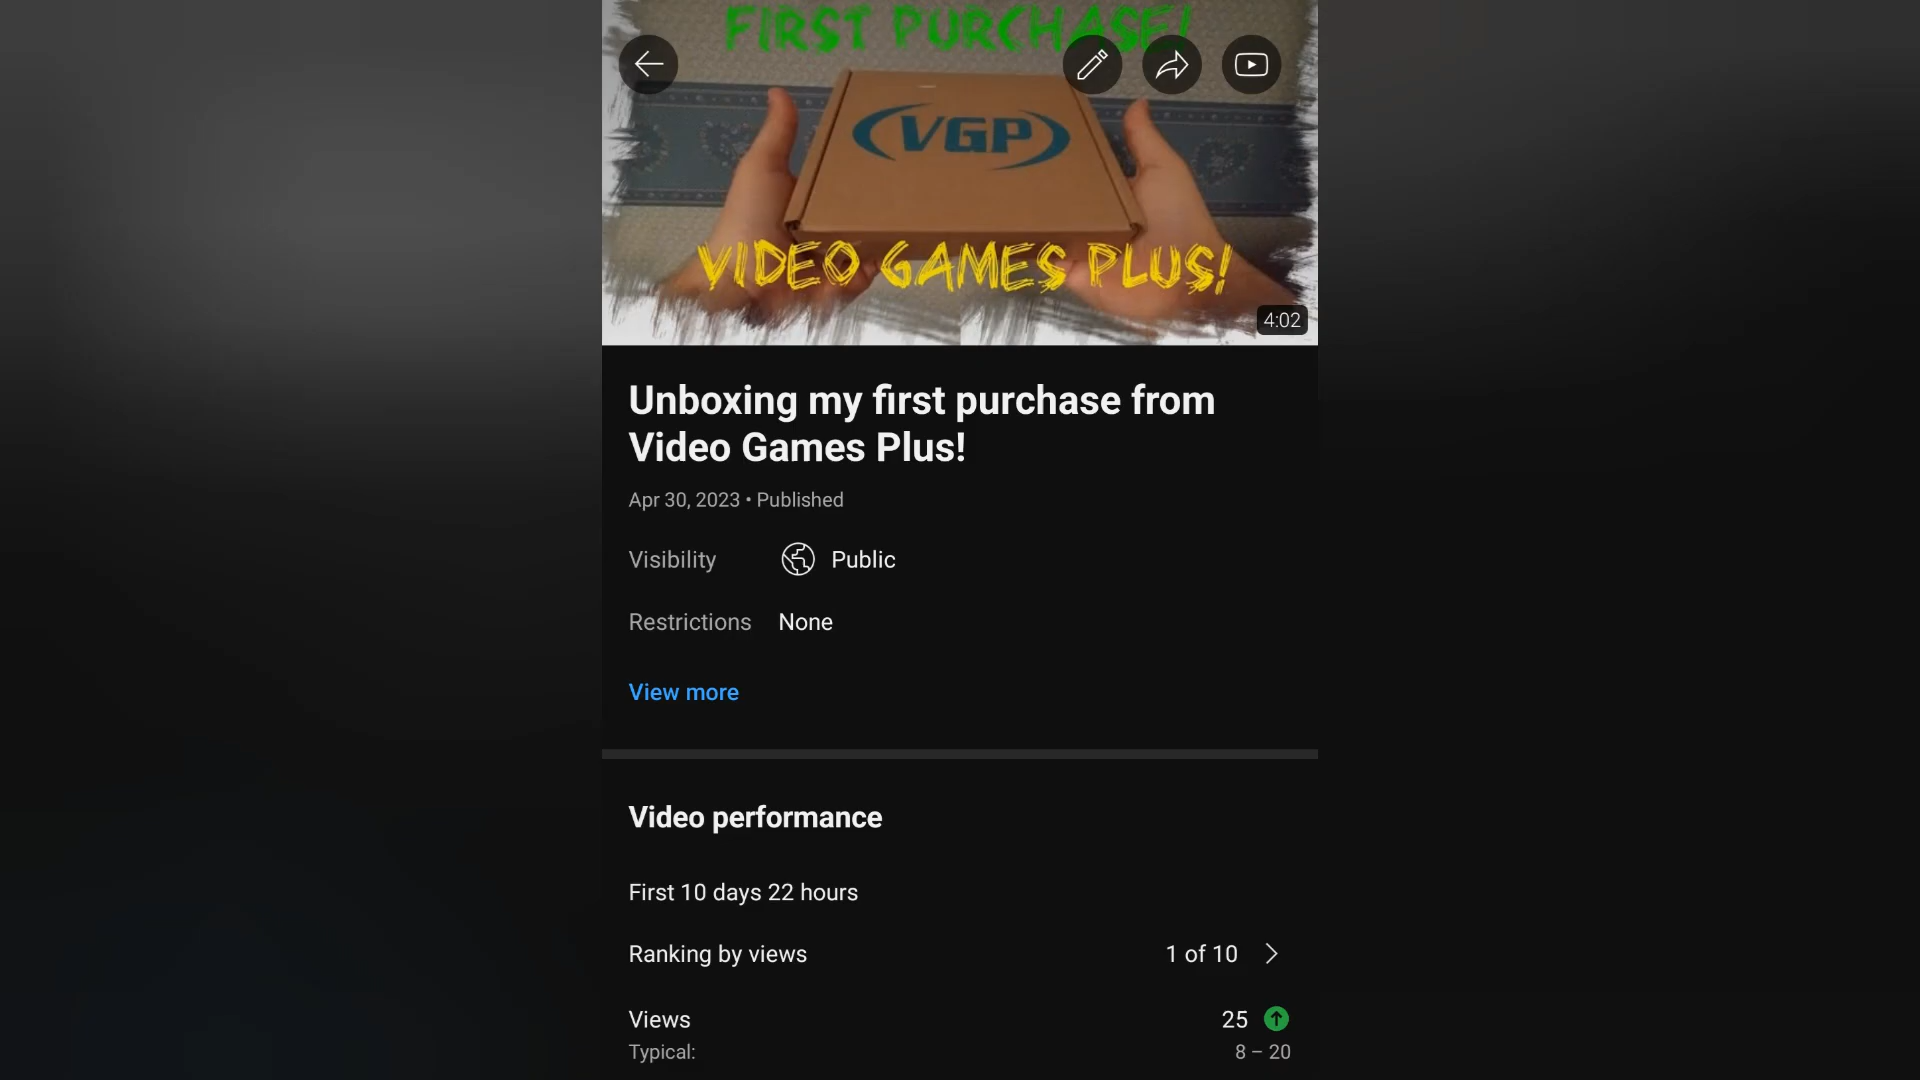 FIRST PURCHASE!
VGP
VIDEO GAMES PLUS!
4:02
Unboxing my first purchase from
Video Games Plus!
Apr 30, 2023 • Published
Visibility Public
Restrictions None
View more
Video performance
First 10 days 22 hours
Ranking by views 1 of 10
Views 25
Typical: 8 – 20